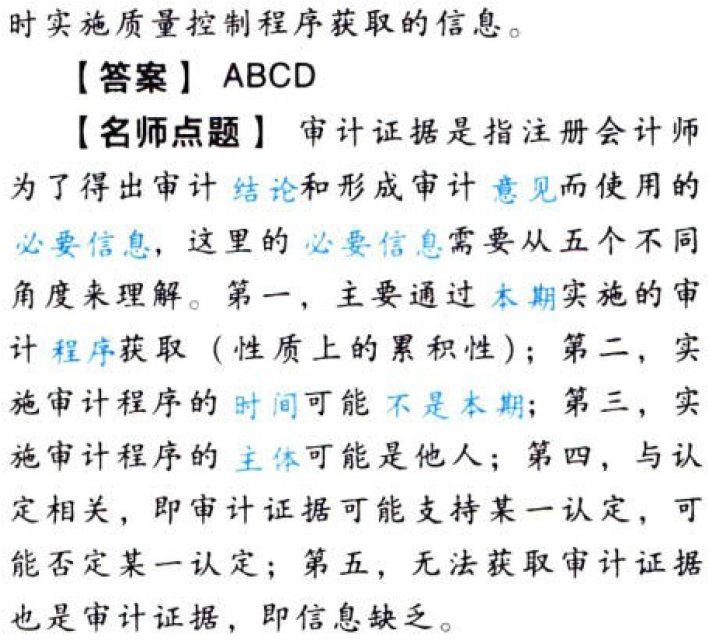 时实施质量控制程序获取的信息。
【答案】 ABCD
【名师点题】 审计证据是指注册会计师
为了得出审计结论和形成审计意见而使用的
必要信息，这里的必要信息需要从五个不同
角度来理解。第一，主要通过本期实施的审
计程序获取（性质上的累积性）；第二，实
施审计程序的时间可能不是本期；第三，实
施审计程序的主体可能是他人；第四，与认
定相关，即审计证据可能支持某一认定，可
能否定某一认定；第五，无法获取审计证据
也是审计证据，即信息缺乏。